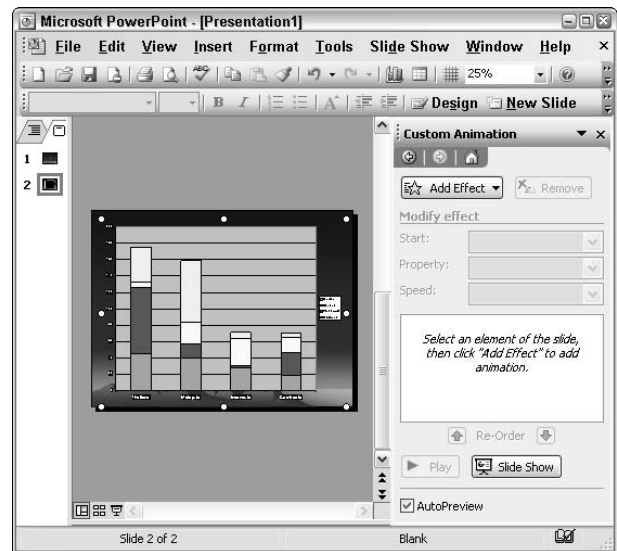 Microsoft PowerPoint - [Presentation1]
File Edit View Insert Format Tools Slide Show Window Help
ABC 25%
B I A Design New Slide
Custom Animation
1
2
Add Effect Remove
Modify effect
Start:
Property:
Speed:
Select an element of the slide,
then click "Add Effect" to add
animation.
Re-Order
Play Slide Show
AutoPreview
Slide 2 of 2 Blank